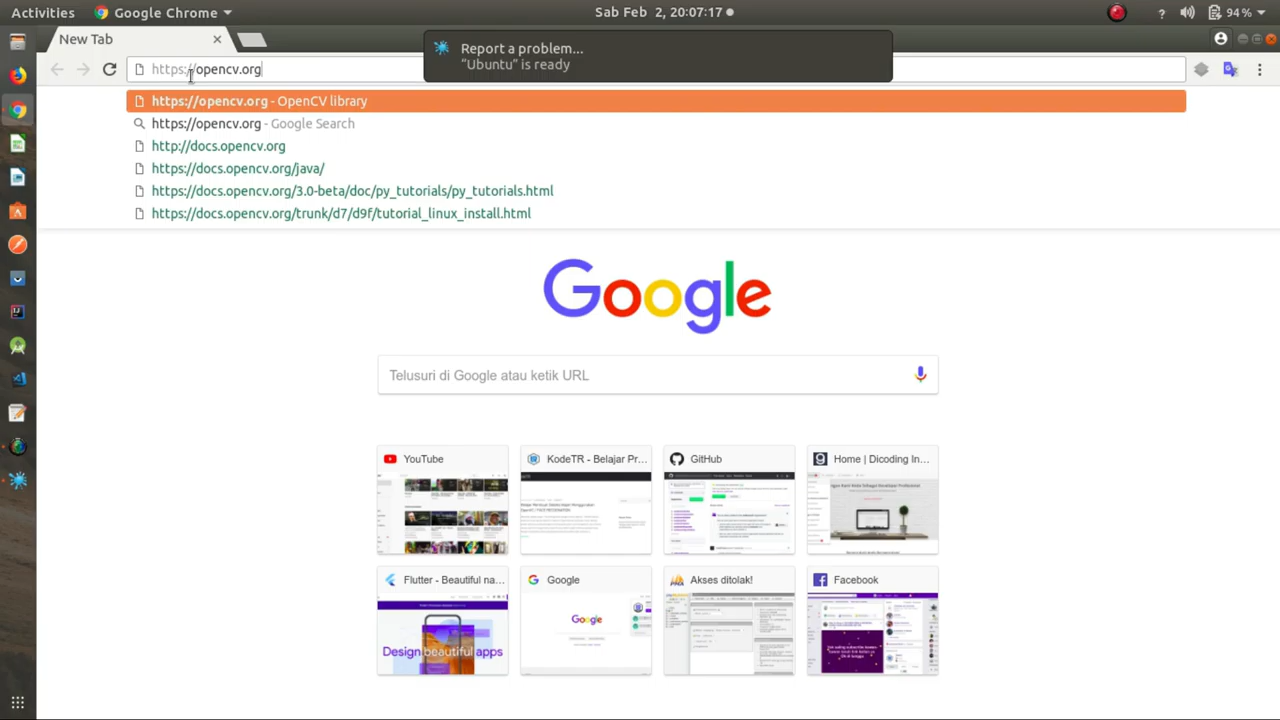 Activities
Google Chrome
Sab Feb 2, 20:07:17
94 %
New Tab
Report a problem...
"Ubuntu" is ready
https://opencv.org
https://opencv.org - OpenCV library
https://opencv.org - Google Search
http://docs.opencv.org
https://docs.opencv.org/java/
https://docs.opencv.org/3.0-beta/doc/py_tutorials/py_tutorials.html
https://docs.opencv.org/trunk/d7/d9f/tutorial_linux_install.html
Google
Telusuri di Google atau ketik URL
YouTube
KodeTR - Belajar Pr...
GitHub
Home | Dicoding In...
Flutter - Beautiful na...
Google
Akses ditolak!
Facebook
Design beautiful apps
Google